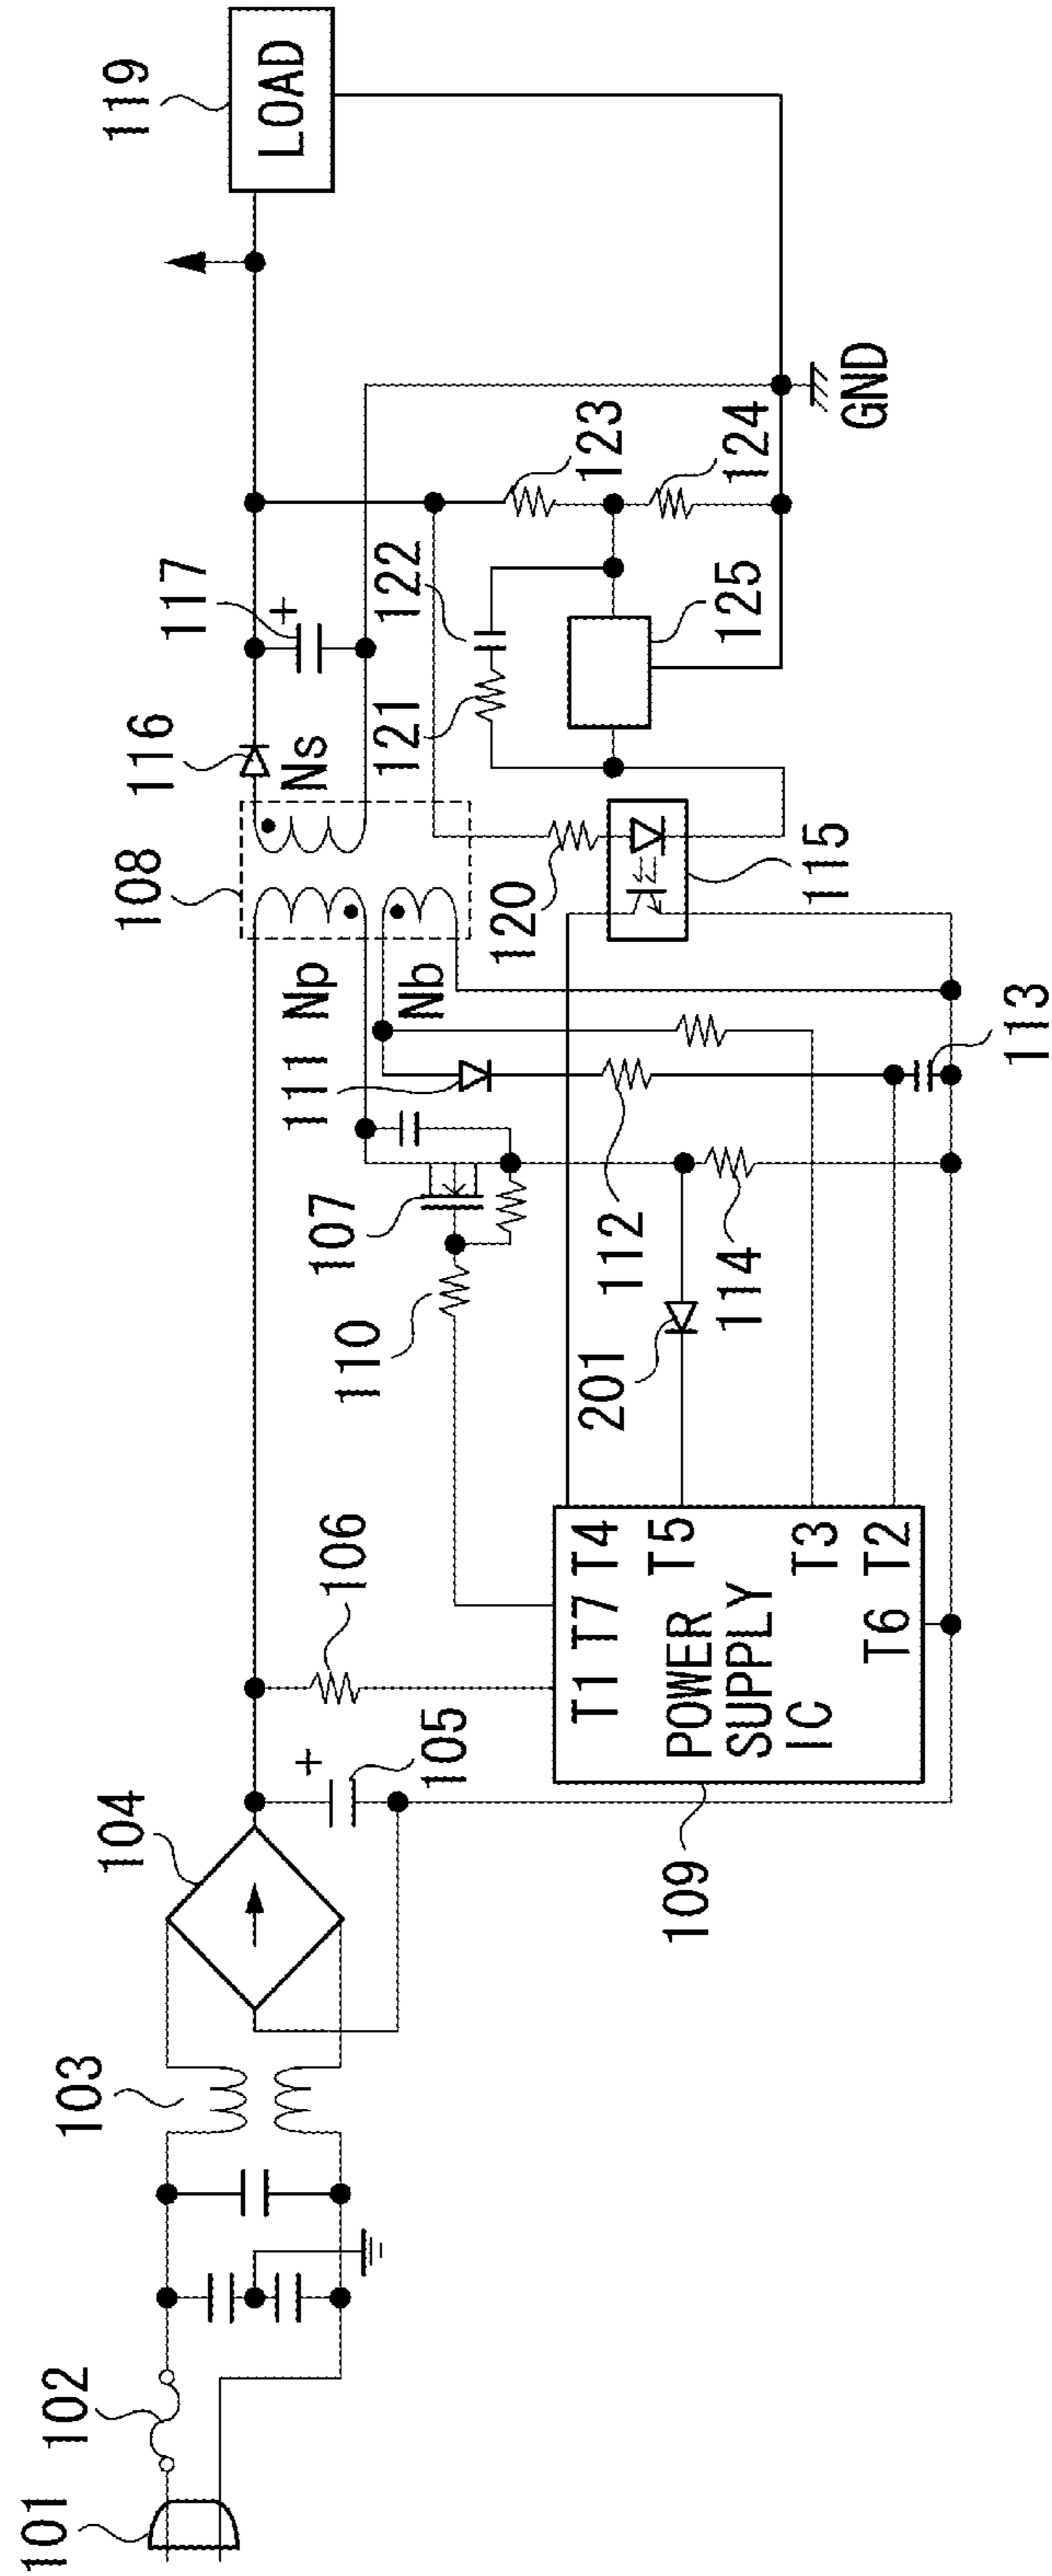 101
102
103
104
105
+
106
107
108
Np
Nb
Ns
116
117
+
119
LOAD
109
T1 T7 T4
POWER
SUPPLY
IC
T5
T3
T6 T2
110
111
112
113
114
201
115
120
121
122
123
124
125
GND